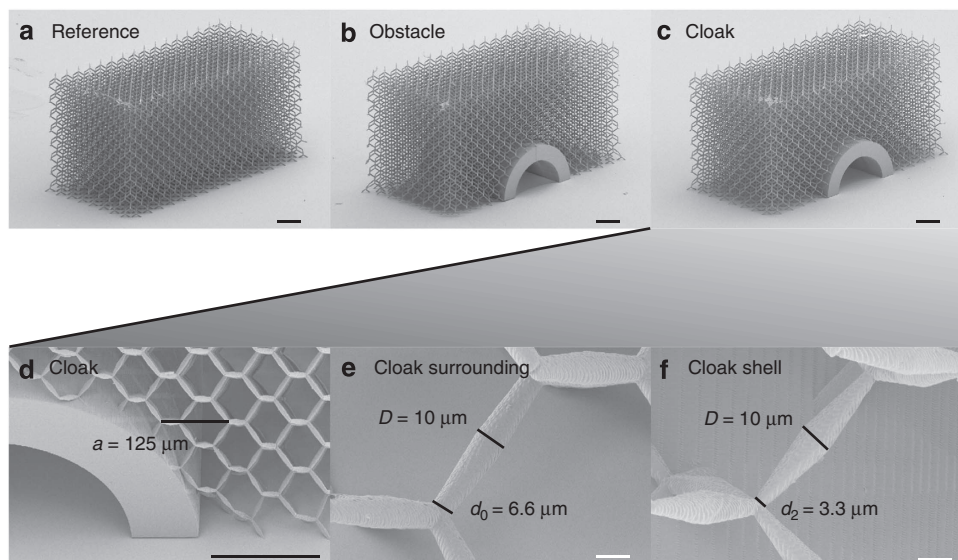 a Reference
b Obstacle
c Cloak
d Cloak
a = 125 μm
e Cloak surrounding
D = 10 μm
d₀ = 6.6 μm
f Cloak shell
D = 10 μm
d₂ = 3.3 μm